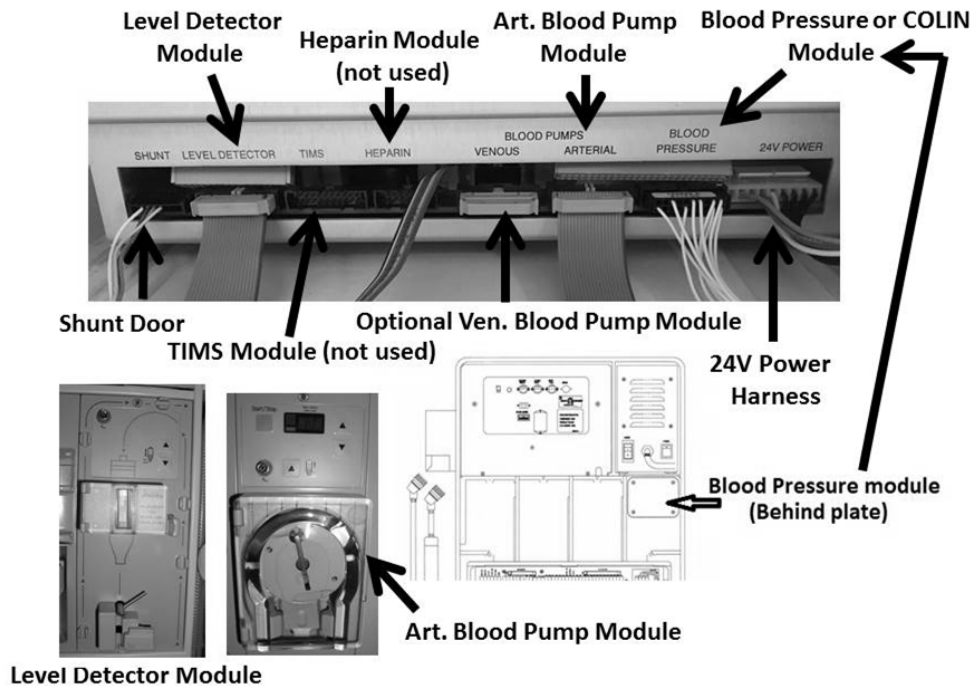 Level Detector
Module
Heparin Module
(not used)
Art. Blood Pump
Module
Blood Pressure or COLIN
Module
SHUNT
LEVEL DETECTOR
TIMS
HEPARIN
BLOOD PUMPS
VENOUS
ARTERIAL
BLOOD
PRESSURE
24V POWER
Shunt Door
TIMS Module (not used)
Optional Ven. Blood Pump Module
24V Power
Harness
Start / Stop
Blood Pressure module
(Behind plate)
Art. Blood Pump Module
Level Detector Module